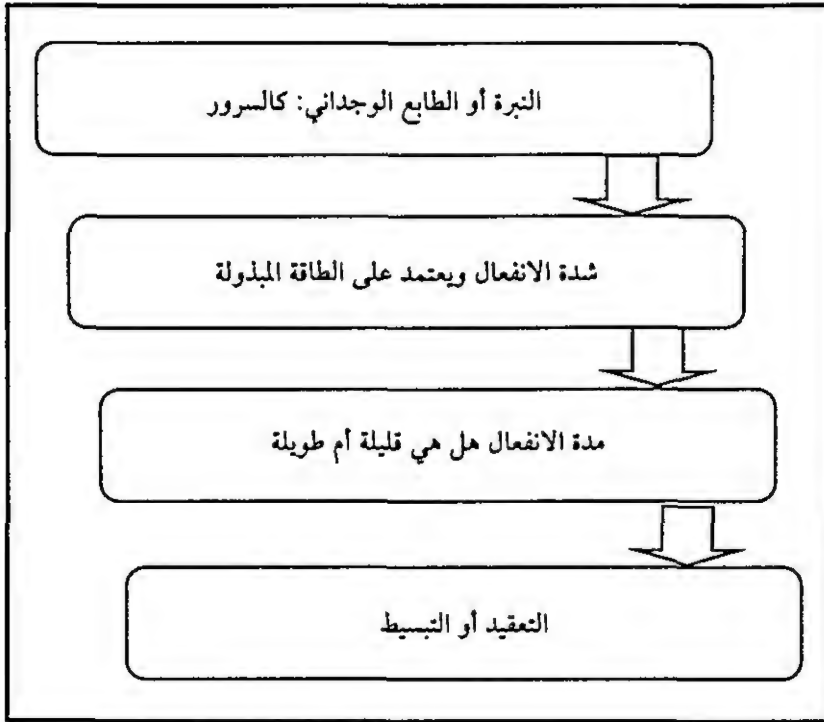 النبرة أو الطابع الوجداني: كالسرور
شدة الانفعال ويعتمد على الطاقة المبذولة
مدة الانفعال هل هي قليلة أم طويلة
التعقيد أو التبسيط